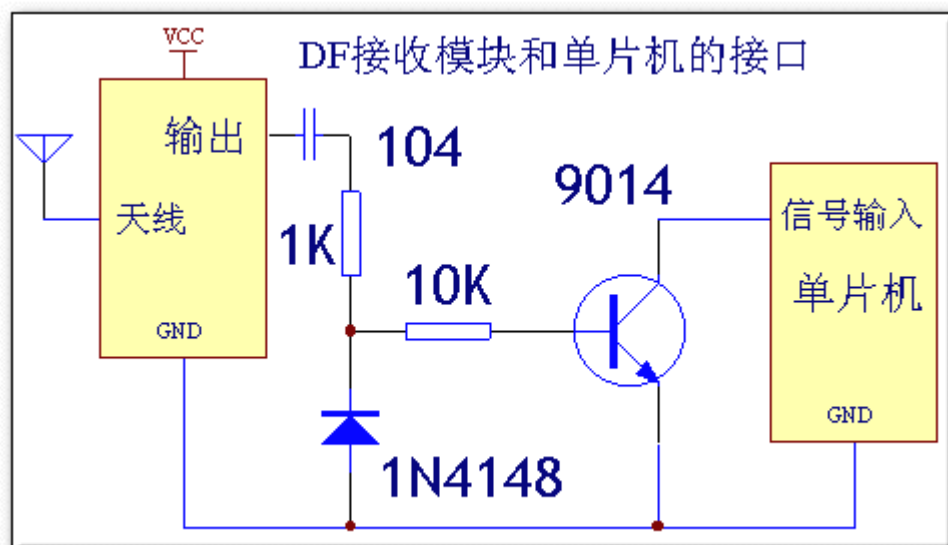 VCC
DF接收模块和单片机的接口
输出
104
9014
天线
信号输入
1K
10K
单片机
GND
GND
1N4148